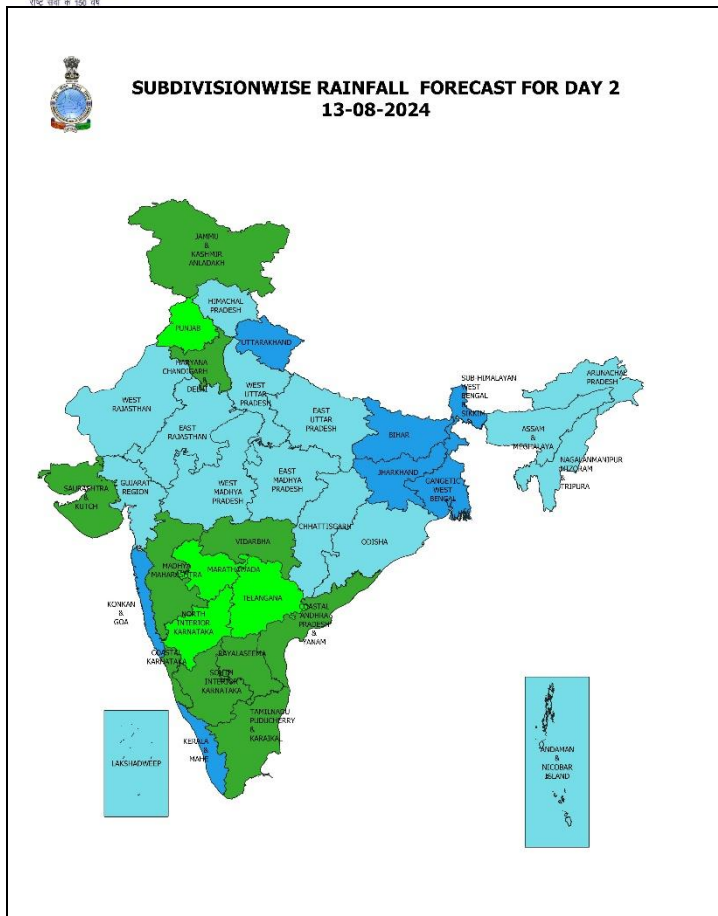 राष्ट्र सेवा के 150 वर्ष
SUBDIVISIONWISE RAINFALL FORECAST FOR DAY 2
13-08-2024
JAMMU
&
KASHMIR
ANLADAKH
HIMACHAL
PRADESH
PUNJAB
UTTARAKHAND
HARYANA
CHANDIGARH
&
DELHI
WEST
UTTAR
PRADESH
WEST
RAJASTHAN
EAST
RAJASTHAN
EAST
UTTAR
PRADESH
SUB HIMALAYAN
WEST
BENGAL
&
SIKKIM
ARUNACHAL
PRADESH
ASSAM
&
MEGHALAYA
NAGALANMANIPUR
MIZORAM
&
TRIPURA
BIHAR
JHARKHAND
GANGETIC
WEST
BENGAL
SAURASHTRA
&
KUTCH
GUJARAT
REGION
WEST
MADHYA
PRADESH
EAST
MADHYA
PRADESH
CHHATTISGARH
ODISHA
VIDARBHA
MADHYA
MAHARASHTRA
MARATHAWADA
TELANGANA
KONKAN
&
GOA
NORTH
INTERIOR
KARNATAKA
COASTAL
ANDHRA
PRADESH
&
YANAM
COASTAL
KARNATAKA
RAYALASEEMA
SOUTH
INTERIOR
KARNATAKA
TAMILNADU
PUDUCHERRY
&
KARAIKAL
KERALA
&
MAHE
LAKSHADWEEP
ANDAMAN
&
NICOBAR
ISLAND